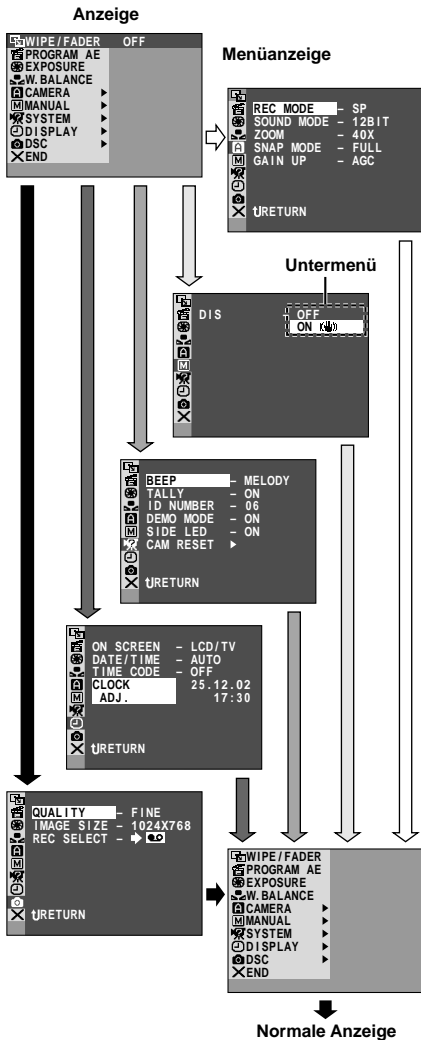 Anzeige
WIPE/FADER OFF
PROGRAM AE
EXPOSURE
W.BALANCE
CAMERA
MANUAL
SYSTEM
DISPLAY
DSC
END
Menüanzeige
REC MODE – SP
SOUND MODE – 12BIT
ZOOM – 40X
SNAP MODE – FULL
GAIN UP – AGC
RETURN
Untermenü
DIS – OFF
ON
BEEP – MELODY
TALLY – ON
ID NUMBER – 06
DEMO MODE – ON
SIDE LED – ON
CAM RESET
RETURN
ON SCREEN – LCD/TV
DATE/TIME – AUTO
TIME CODE – OFF
CLOCK 25.12.02
ADJ. 17:30
RETURN
QUALITY – FINE
IMAGE SIZE – 1024X768
REC SELECT –
RETURN
WIPE/FADER
PROGRAM AE
EXPOSURE
W.BALANCE
CAMERA
MANUAL
SYSTEM
DISPLAY
DSC
END
Normale Anzeige